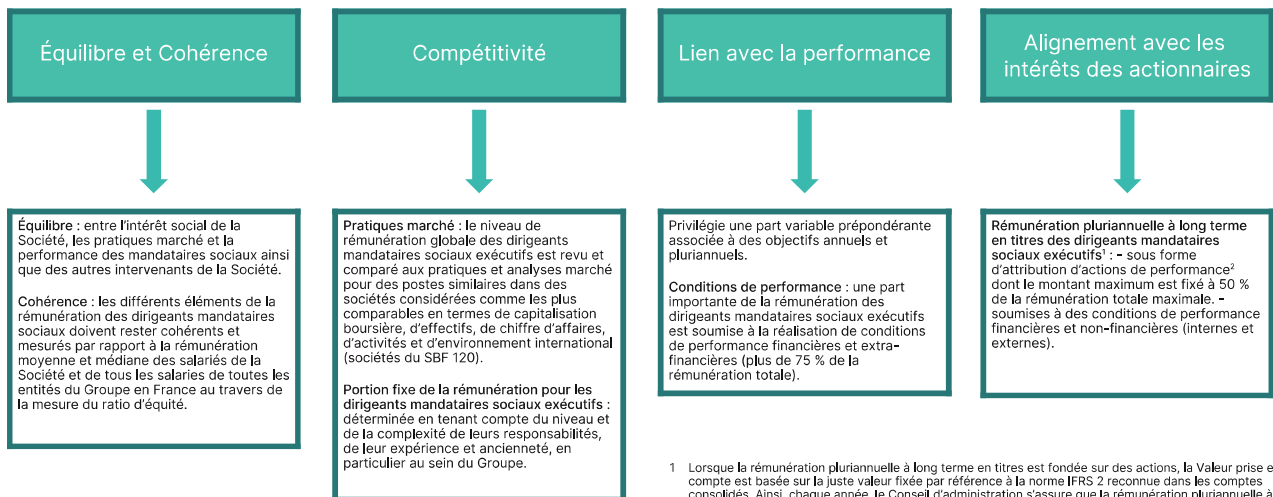 Équilibre et Cohérence
Compétitivité
Lien avec la performance
Alignement avec les
intérêts des actionnaires
Équilibre : entre l'intérêt social de la
Société, les pratiques marché et la
performance des mandataires sociaux ainsi
que des autres intervenants de la Société.
Cohérence : les différents éléments de la
rémunération des dirigeants mandataires
sociaux doivent rester cohérents et
mesurés par rapport à la rémunération
moyenne et médiane des salariés de la
Société et de tous les salaries de toutes les
entités du Groupe en France au travers de
la mesure du ratio d'équité.
Pratiques marché : le niveau de
rémunération globale des dirigeants
mandataires sociaux exécutifs est revu et
comparé aux pratiques et analyses marché
pour des postes similaires dans des
sociétés considérées comme les plus
comparables en termes de capitalisation
boursière, d'effectifs, de chiffre d'affaires,
d'activités et d'environnement international
(sociétés du SBF 120).
Portion fixe de la rémunération pour les
dirigeants mandataires sociaux exécutifs :
déterminée en tenant compte du niveau et
de la complexité de leurs responsabilités,
de leur expérience et ancienneté, en
particulier au sein du Groupe.
Privilégie une part variable prépondérante
associée à des objectifs annuels et
pluriannuels.
Conditions de performance : une part
importante de la rémunération des
dirigeants mandataires sociaux exécutifs
est soumise à la réalisation de conditions
de performance financières et extra-
financières (plus de 75 % de la
rémunération totale).
Rémunération pluriannuelle à long terme
en titres des dirigeants mandataires
sociaux exécutifs¹ : - sous forme
d'attribution d'actions de performance²
dont le montant maximum est fixé à 50 %
de la rémunération totale maximale. -
soumises à des conditions de performance
financières et non-financières (internes et
externes).
1 Lorsque la rémunération pluriannuelle à long terme en titres est fondée sur des actions, la Valeur prise e
compte est basée sur la juste valeur fixée par référence à la norme IFRS 2 reconnue dans les comptes
consolidés. Ainsi, chaque année, le Conseil d'administration s'assure que la rémunération pluriannuelle à